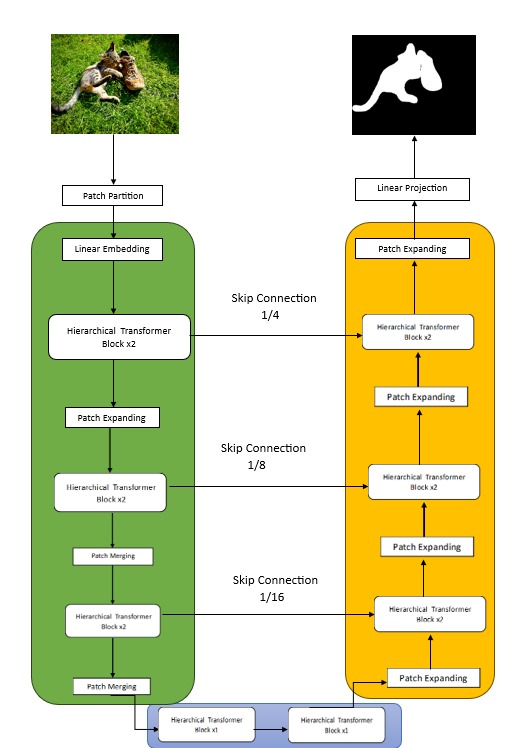 Patch Partition
Linear Embedding
Hierarchical Transformer
Block x2
Patch Expanding
Hierarchical Transformer
Block x2
Patch Merging
Hierarchical Transformer
Block x2
Patch Merging
Skip Connection
1/4
Skip Connection
1/8
Skip Connection
1/16
Hierarchical Transformer
Block x1
Hierarchical Transformer
Block x1
Linear Projection
Patch Expanding
Hierarchical Transformer
Block x2
Patch Expanding
Hierarchical Transformer
Block x2
Patch Expanding
Hierarchical Transformer
Block x2
Patch Expanding